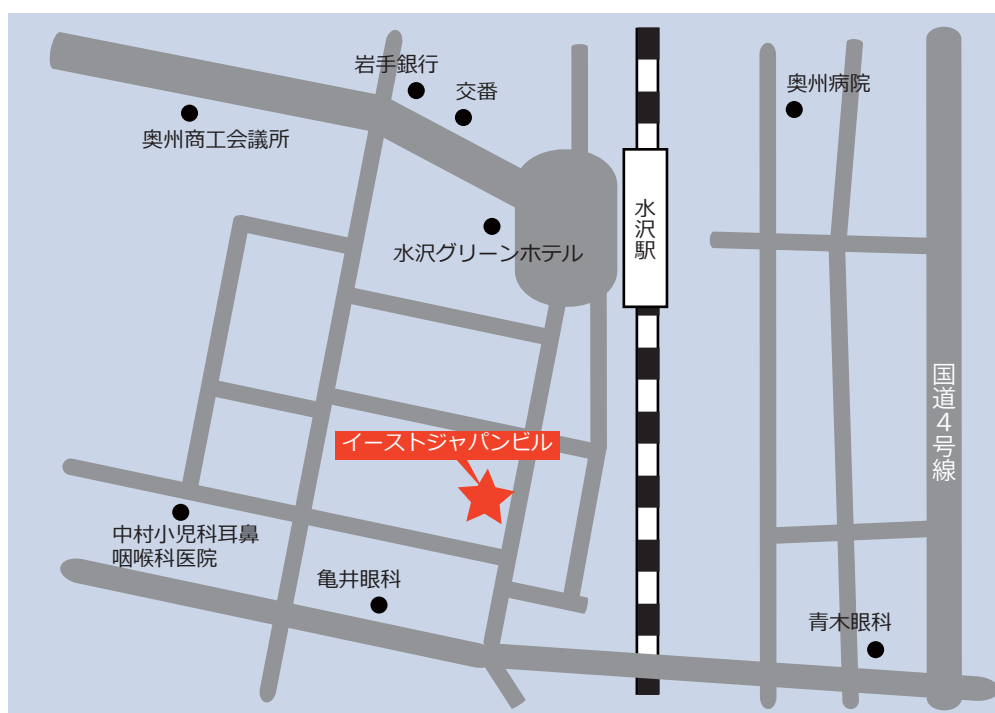 岩手銀行
交番
奥州病院
奥州商工会議所
水沢駅
水沢グリーンホテル
国道4号線
イーストジャパンビル
中村小児科耳鼻
咽喉科医院
亀井眼科
青木眼科